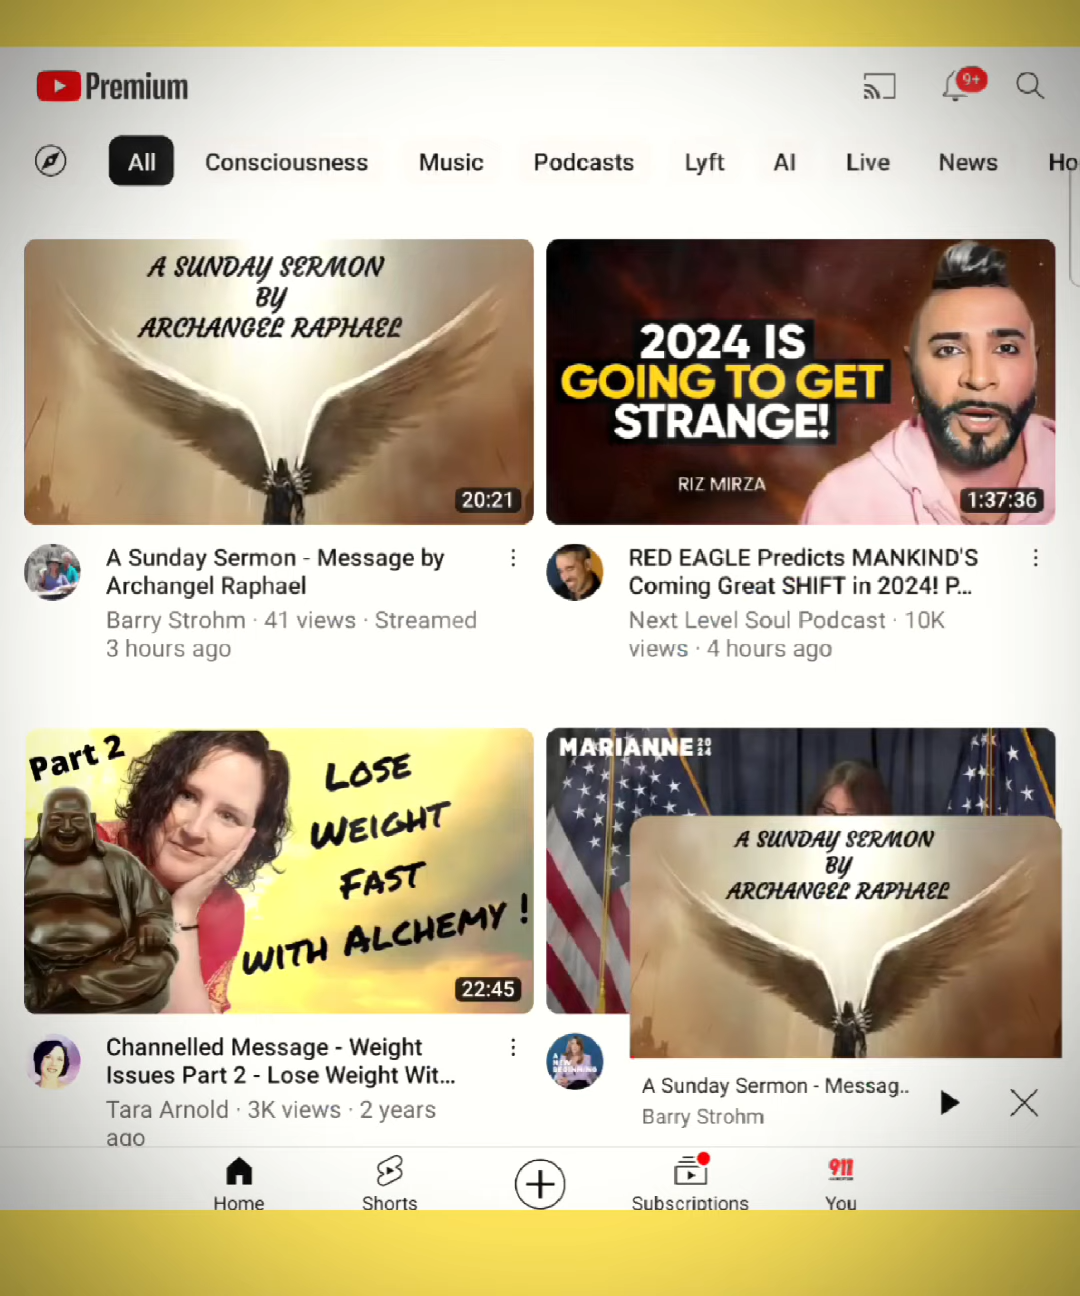 Premium
9+
All Consciousness Music Podcasts Lyft AI Live News Ho
A SUNDAY SERMON
BY
ARCHANGEL RAPHAEL
20:21
2024 IS
GOING TO GET
STRANGE!
RIZ MIRZA
1:37:36
A Sunday Sermon - Message by
Archangel Raphael
Barry Strohm · 41 views · Streamed
3 hours ago
RED EAGLE Predicts MANKIND'S
Coming Great SHIFT in 2024! P...
Next Level Soul Podcast · 10K
views · 4 hours ago
Part 2
LOSE
WEIGHT
FAST
WITH ALCHEMY !
22:45
MARIANNE 2024
A SUNDAY SERMON
BY
ARCHANGEL RAPHAEL
Channelled Message - Weight
Issues Part 2 - Lose Weight Wit...
Tara Arnold · 3K views · 2 years
ago
A
NEW
BEGINNING
A Sunday Sermon - Messag..
Barry Strohm
911
Home Shorts Subscriptions You